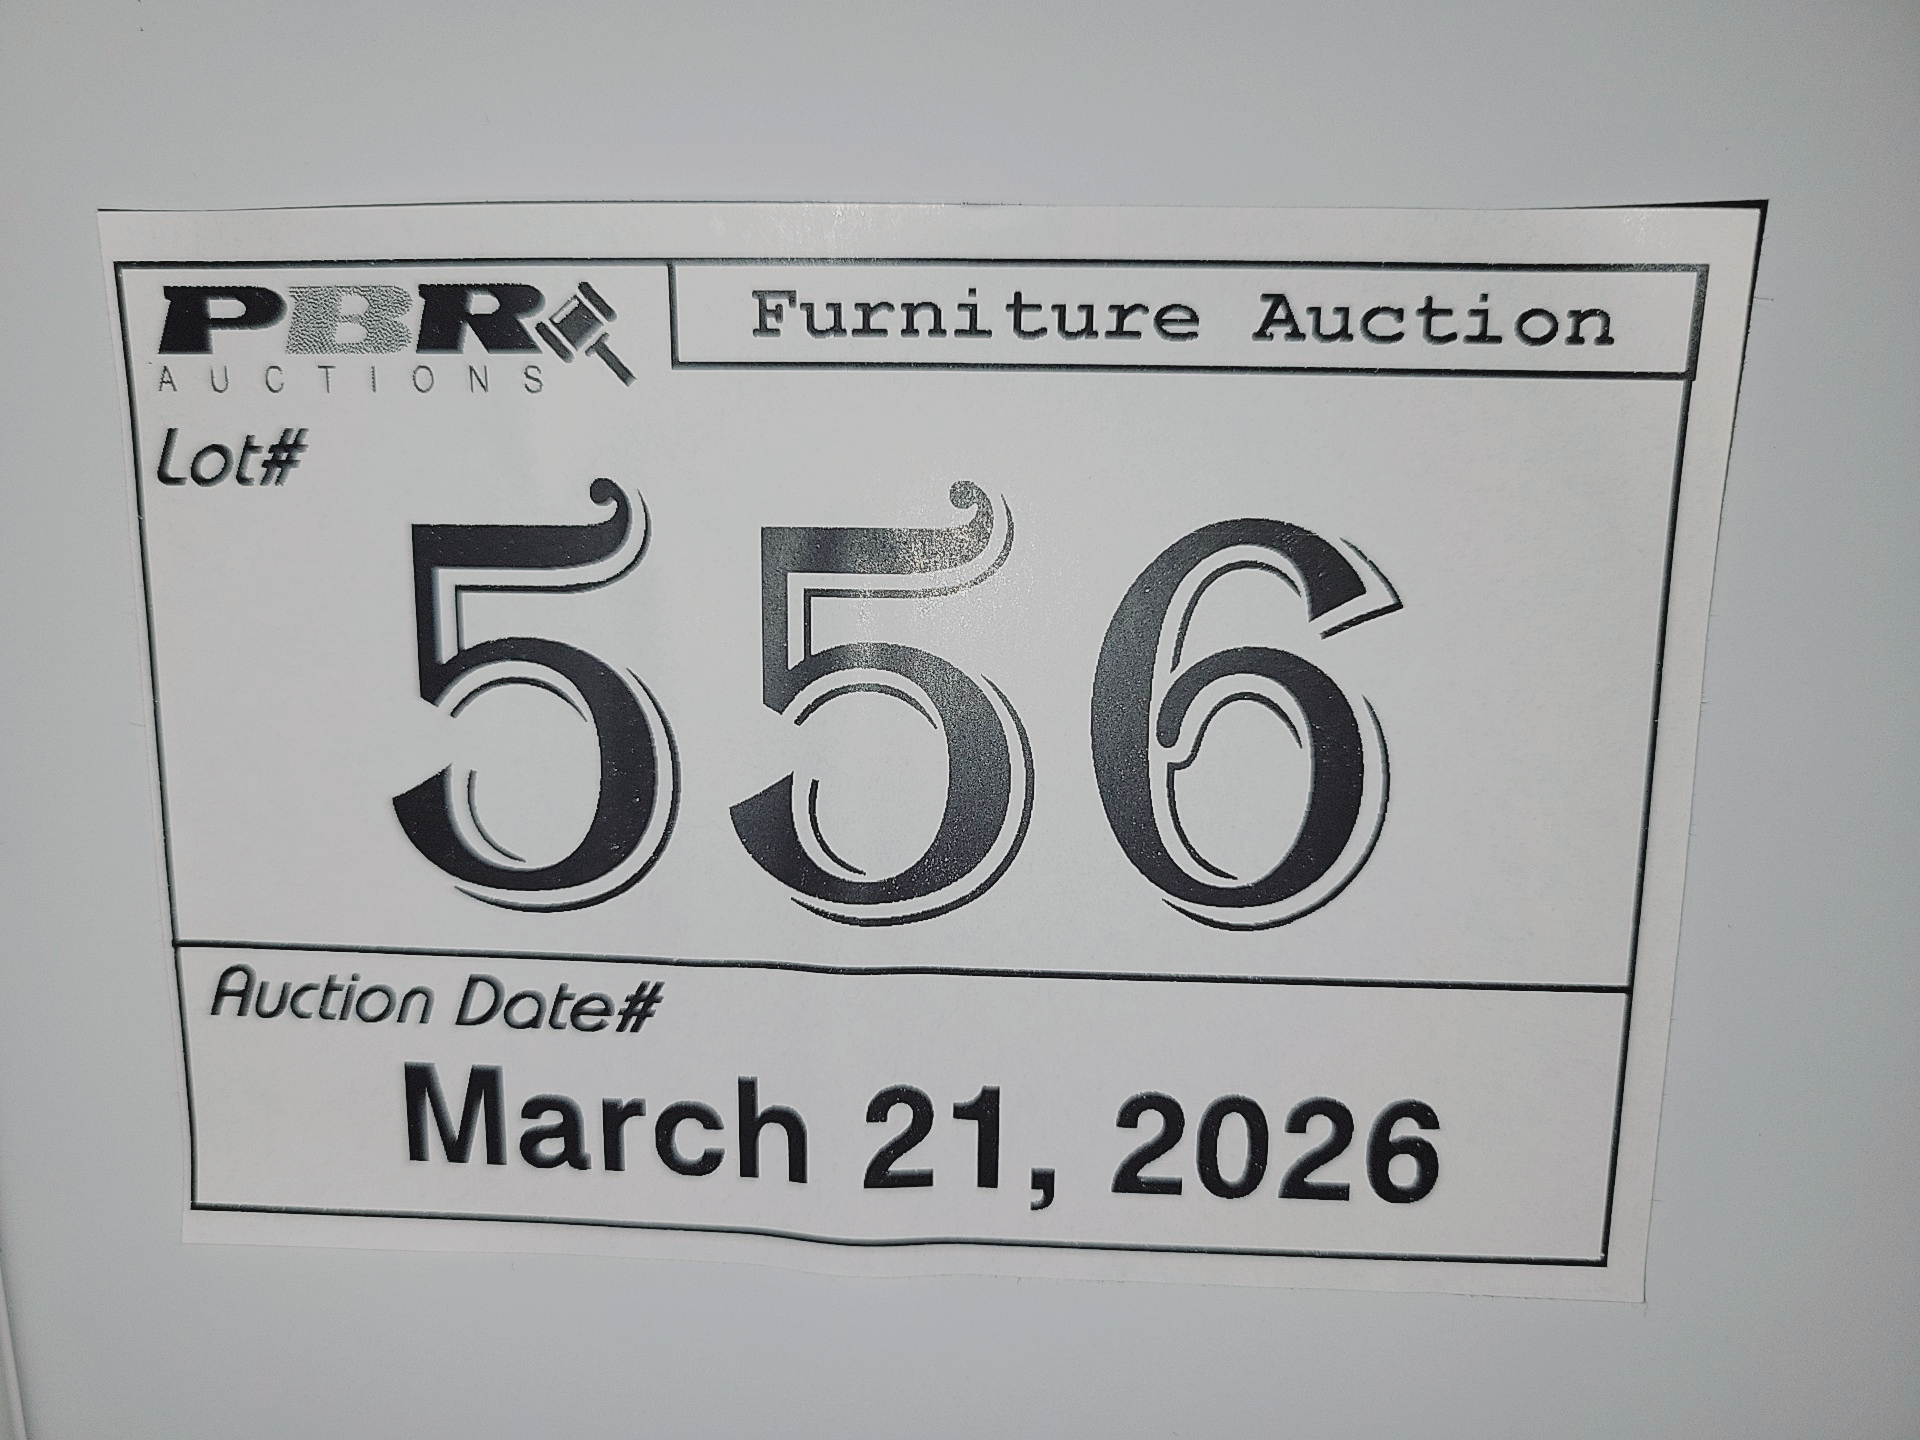 PBR
AUCTIONS
Furniture Auction
Lot#
556
Auction Date#
March 21, 2026